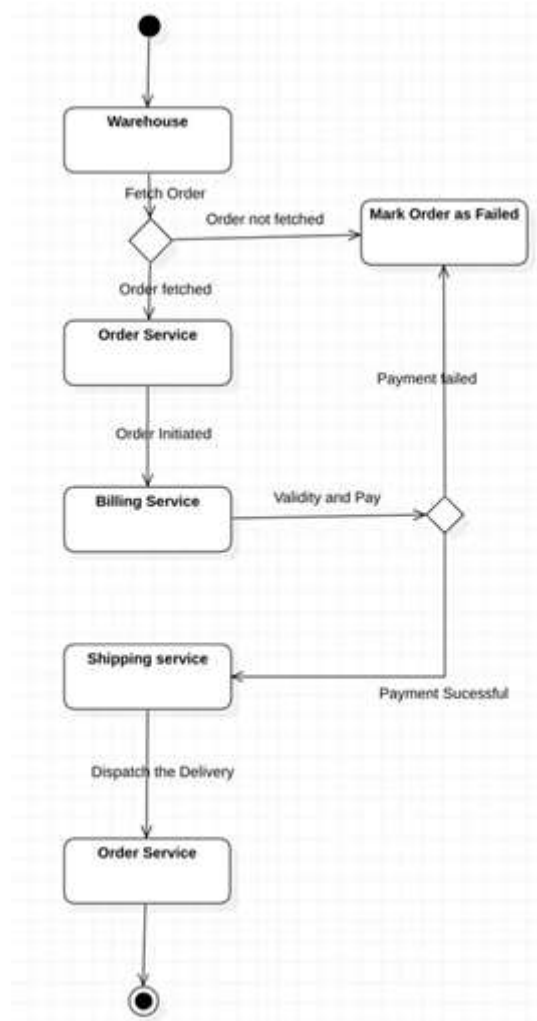 Warehouse
Fetch Order
Order not fetched
Mark Order as Failed
Order fetched
Order Service
Payment failed
Order Initiated
Billing Service
Validity and Pay
Shipping service
Payment Sucessful
Dispatch the Delivery
Order Service